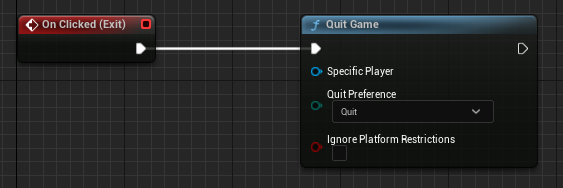 On Clicked (Exit)
Quit Game
Specific Player
Quit Preference
Quit
Ignore Platform Restrictions